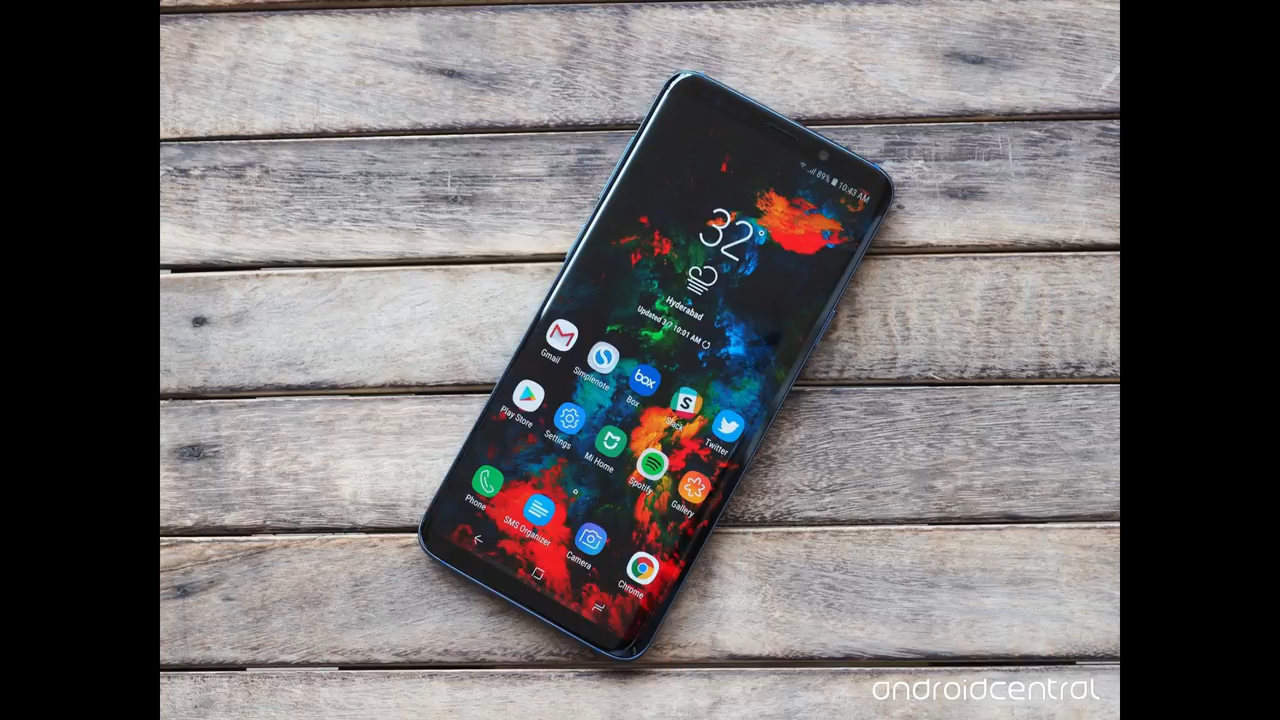 89% 10:43 AM
32°
Hyderabad
Updated 3/7 10:01 AM
Gmail
Simplenote
box
Box
S
Slack
Twitter
Play Store
Settings
Mi Home
Spotify
Gallery
Phone
SMS Organizer
Camera
Chrome
androidcentral